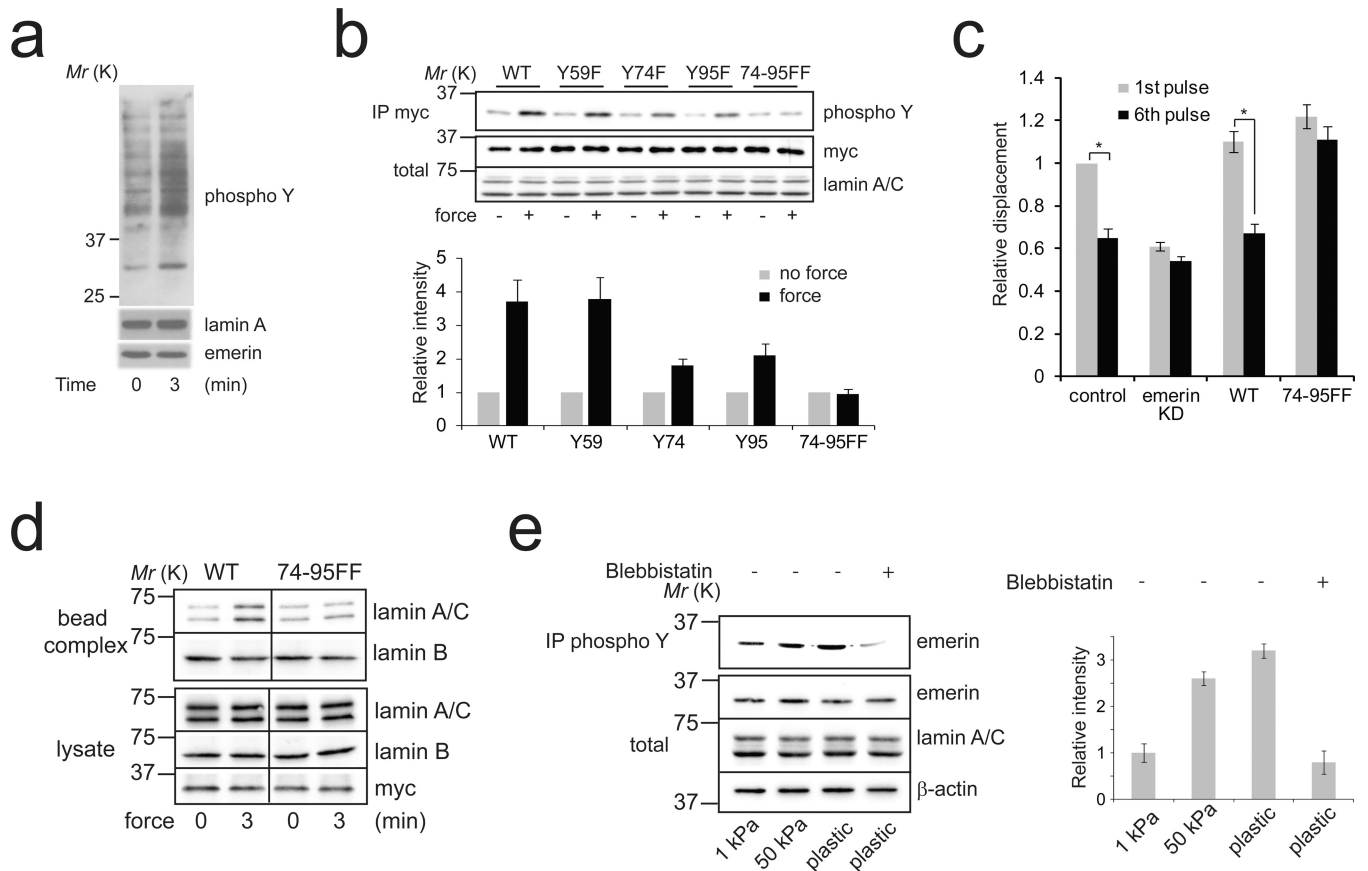 a
Mr (K)
phospho Y
37
25
lamin A
emerin
Time 0 3 (min)
b
Mr (K) WT Y59F Y74F Y95F 74-95FF
37
IP myc phospho Y
37
myc
total 75
lamin A/C
force - + - + - + - + - +
5
4
3
2
1
0
Relative intensity
no force
force
WT Y59 Y74 Y95 74-95FF
c
1.4
1.2
1
0.8
0.6
0.4
0.2
0
Relative displacement
1st pulse
6th pulse
* *
control emerin KD WT 74-95FF
d
Mr (K) WT 74-95FF
75
bead complex
lamin A/C
75
lamin B
75
lamin A/C
lysate
75
lamin B
37
myc
force 0 3 0 3 (min)
e
Blebbistatin - - - +
Mr (K)
37
IP phospho Y emerin
37
emerin
75
total lamin A/C
β-actin
37
1 kPa 50 kPa plastic plastic
Blebbistatin - - - +
3
2
1
0
Relative intensity
1 kPa 50 kPa plastic plastic